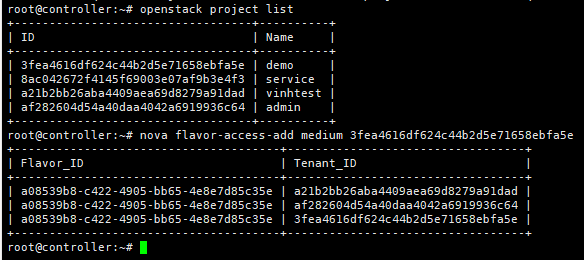 root@controller:~# openstack project list
+----------------------------------+----------+
| ID                               | Name     |
+----------------------------------+----------+
| 3fea4616df624c44b2d5e71658ebfa5e | demo     |
| 8ac042672f4145f69003e07af9b3e4f3 | service  |
| a21b2bb26aba4409aea69d8279a91dad | vinhtest |
| af282604d54a40daa4042a6919936c64 | admin    |
+----------------------------------+----------+
root@controller:~# nova flavor-access-add medium 3fea4616df624c44b2d5e71658ebfa5e
+--------------------------------------+----------------------------------+
| Flavor_ID                            | Tenant_ID                        |
+--------------------------------------+----------------------------------+
| a08539b8-c422-4905-bb65-4e8e7d85c35e | a21b2bb26aba4409aea69d8279a91dad |
| a08539b8-c422-4905-bb65-4e8e7d85c35e | af282604d54a40daa4042a6919936c64 |
| a08539b8-c422-4905-bb65-4e8e7d85c35e | 3fea4616df624c44b2d5e71658ebfa5e |
+--------------------------------------+----------------------------------+
root@controller:~#